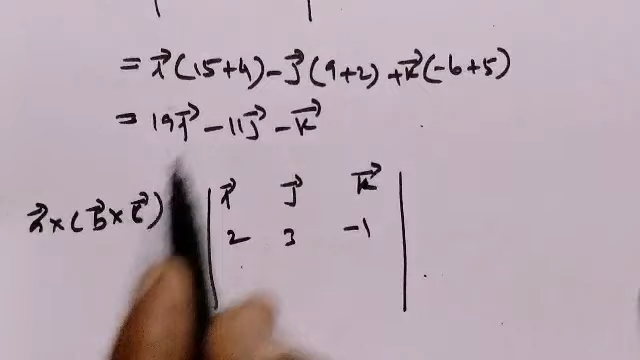 = i⃗(15+4) - j⃗(9+2) + k⃗(-6+5)
= 19i⃗ - 11j⃗ - k⃗
a⃗×(b⃗×c⃗)
i⃗ j⃗ k⃗
2 3 -1